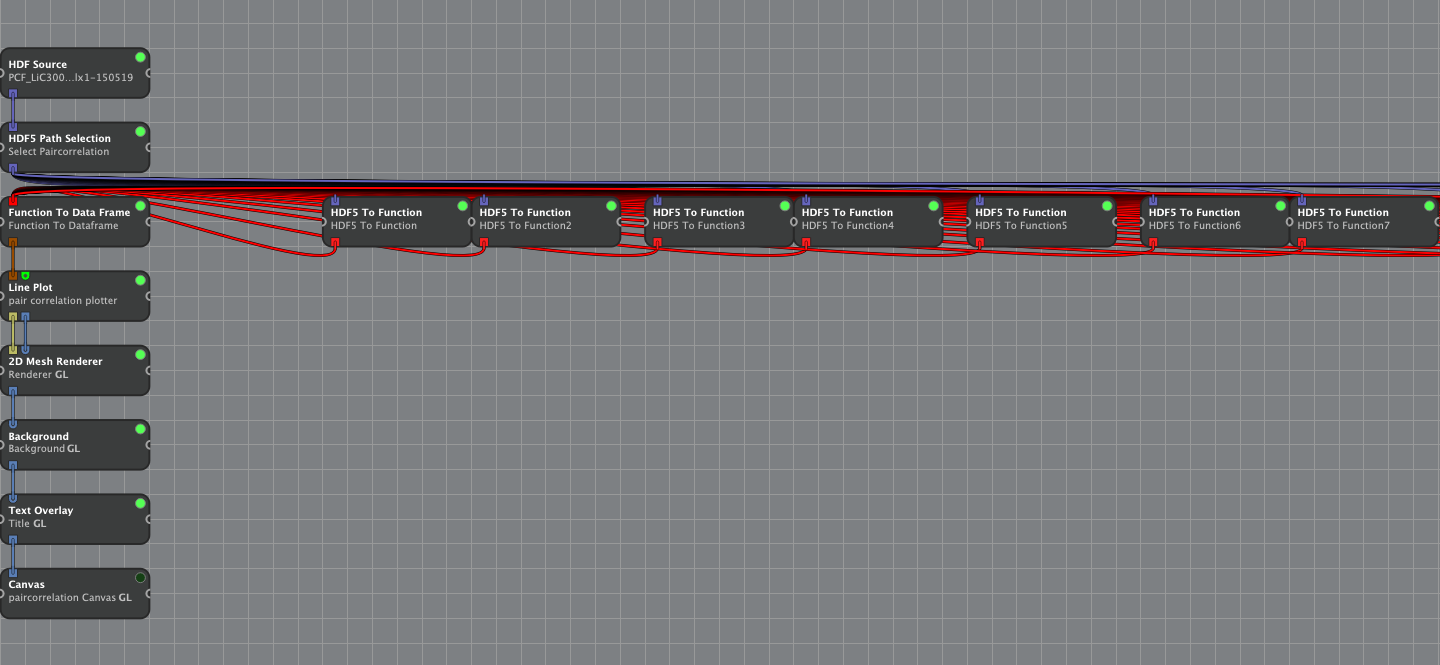 HDF Source
PCF_LiC300...lx1-150519
HDF5 Path Selection
Select Paircorrelation
Function To Data Frame
Function To Dataframe
HDF5 To Function
HDF5 To Function
HDF5 To Function
HDF5 To Function2
HDF5 To Function
HDF5 To Function3
HDF5 To Function
HDF5 To Function4
HDF5 To Function
HDF5 To Function5
HDF5 To Function
HDF5 To Function6
HDF5 To Function
HDF5 To Function7
Line Plot
pair correlation plotter
2D Mesh Renderer
Renderer GL
Background
Background GL
Text Overlay
Title GL
Canvas
paircorrelation Canvas GL